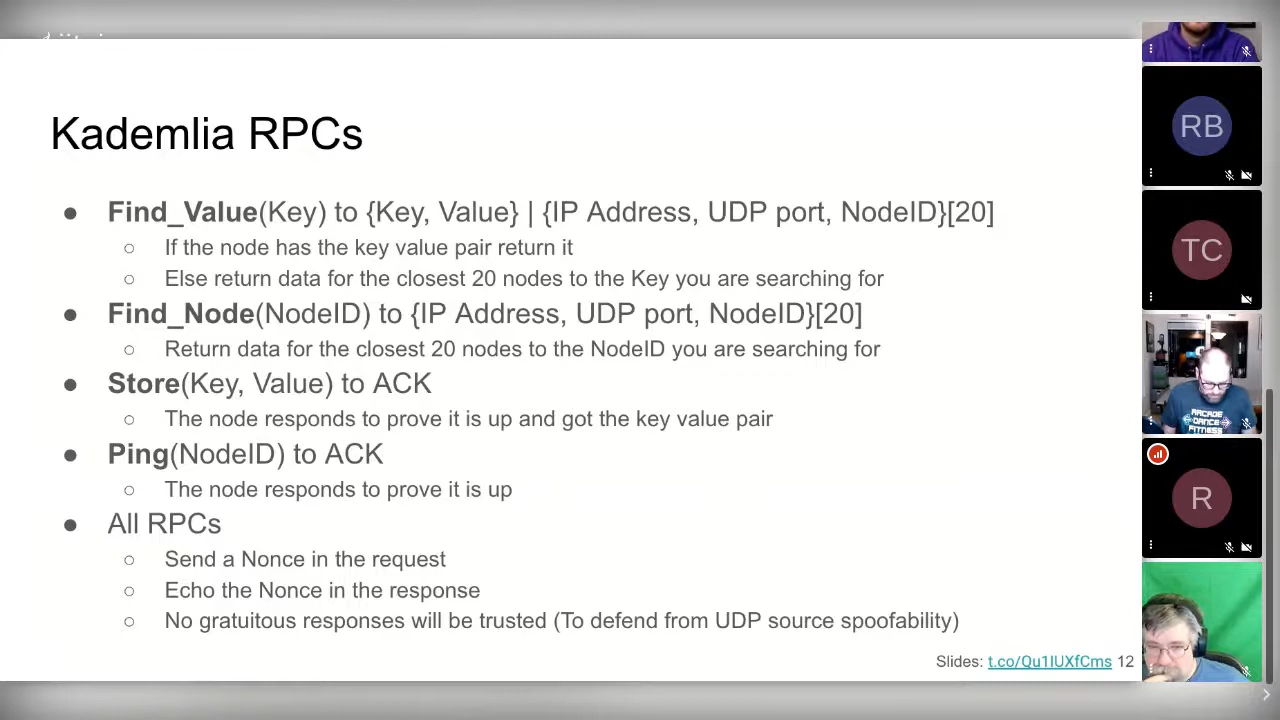 Kademlia RPCs
● Find_Value(Key) to {Key, Value} | {IP Address, UDP port, NodeID}[20]
○ If the node has the key value pair return it
○ Else return data for the closest 20 nodes to the Key you are searching for
● Find_Node(NodeID) to {IP Address, UDP port, NodeID}[20]
○ Return data for the closest 20 nodes to the NodeID you are searching for
● Store(Key, Value) to ACK
○ The node responds to prove it is up and got the key value pair
● Ping(NodeID) to ACK
○ The node responds to prove it is up
● All RPCs
○ Send a Nonce in the request
○ Echo the Nonce in the response
○ No gratuitous responses will be trusted (To defend from UDP source spoofability)
Slides: t.co/Qu1IUXfCms 12
RB
TC
ARCADE
DANCE
FITNESS
R